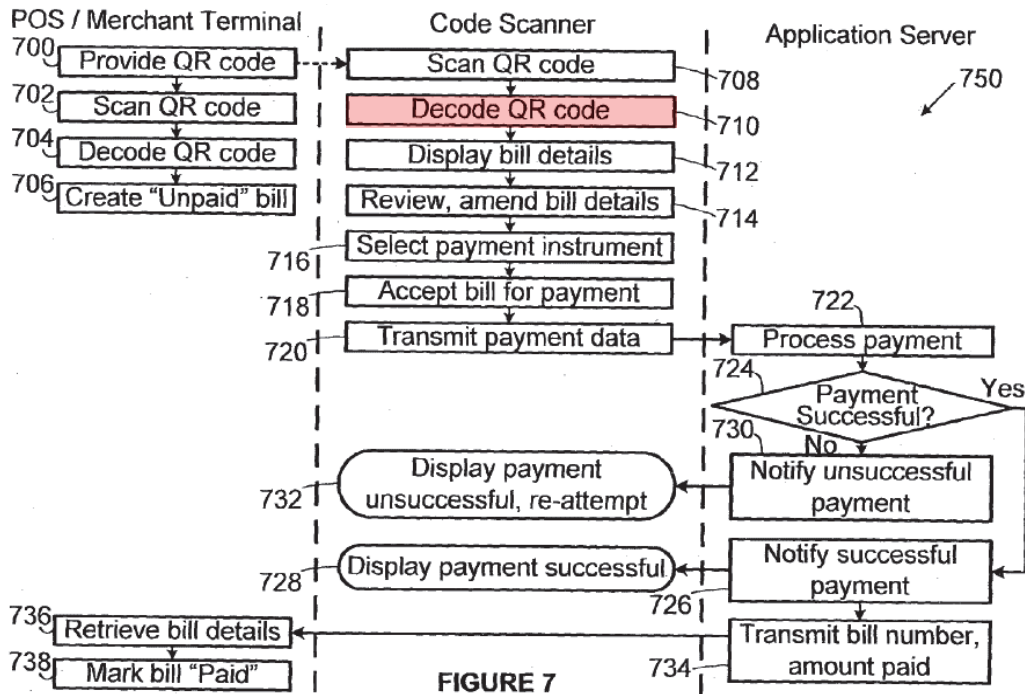 POS / Merchant Terminal
Code Scanner
Application Server
700
Provide QR code
Scan QR code
708
750
702
Scan QR code
Decode QR code
710
704
Decode QR code
Display bill details
712
706
Create “Unpaid” bill
Review, amend bill details
714
716
Select payment instrument
718
Accept bill for payment
722
720
Transmit payment data
Process payment
724
Payment
Successful?
Yes
730
No
Display payment
unsuccessful, re-attempt
732
Notify unsuccessful
payment
Display payment successful
728
Notify successful
payment
726
736
Retrieve bill details
Transmit bill number,
amount paid
734
738
Mark bill “Paid”
FIGURE 7